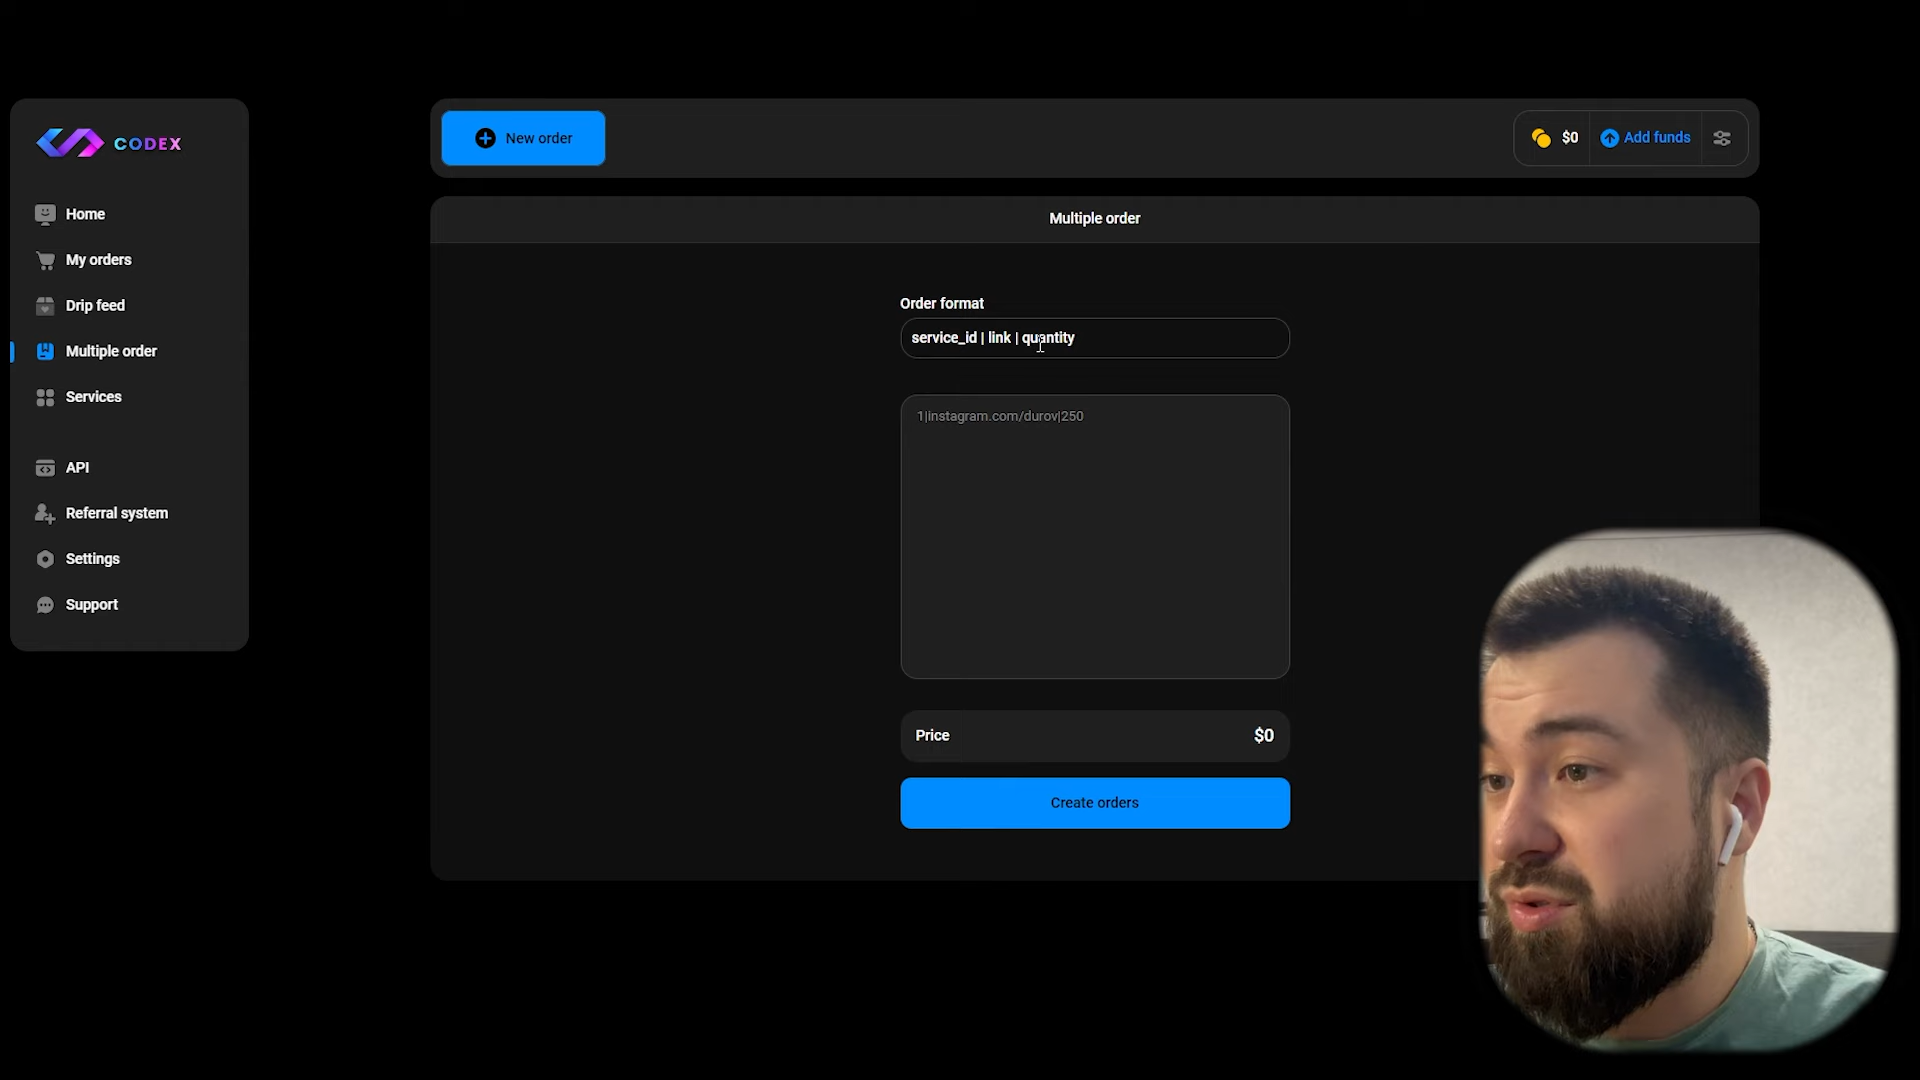 CODEX
Home
My orders
Drip feed
Multiple order
Services
API
Referral system
Settings
Support
New order
$0
Add funds
Multiple order
Order format
service_id | link | quantity
1|instagram.com/durov|250
Price
$0
Create orders